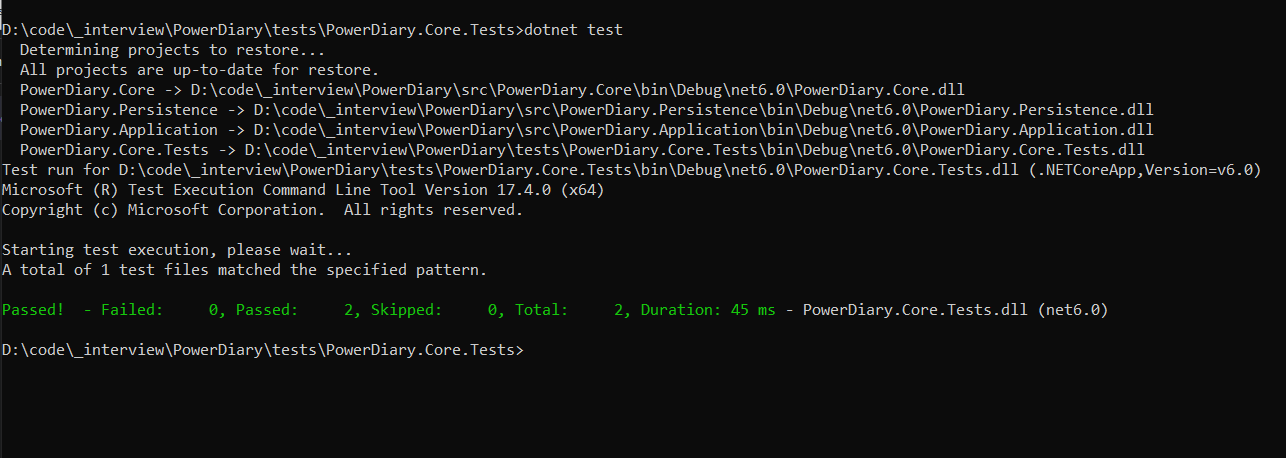 D:\code\_interview\PowerDiary\tests\PowerDiary.Core.Tests>dotnet test
  Determining projects to restore...
  All projects are up-to-date for restore.
  PowerDiary.Core -> D:\code\_interview\PowerDiary\src\PowerDiary.Core\bin\Debug\net6.0\PowerDiary.Core.dll
  PowerDiary.Persistence -> D:\code\_interview\PowerDiary\src\PowerDiary.Persistence\bin\Debug\net6.0\PowerDiary.Persistence.dll
  PowerDiary.Application -> D:\code\_interview\PowerDiary\src\PowerDiary.Application\bin\Debug\net6.0\PowerDiary.Application.dll
  PowerDiary.Core.Tests -> D:\code\_interview\PowerDiary\tests\PowerDiary.Core.Tests\bin\Debug\net6.0\PowerDiary.Core.Tests.dll
Test run for D:\code\_interview\PowerDiary\tests\PowerDiary.Core.Tests\bin\Debug\net6.0\PowerDiary.Core.Tests.dll (.NETCoreApp,Version=v6.0)
Microsoft (R) Test Execution Command Line Tool Version 17.4.0 (x64)
Copyright (c) Microsoft Corporation.  All rights reserved.

Starting test execution, please wait...
A total of 1 test files matched the specified pattern.

Passed!  - Failed:     0, Passed:     2, Skipped:     0, Total:     2, Duration: 45 ms - PowerDiary.Core.Tests.dll (net6.0)

D:\code\_interview\PowerDiary\tests\PowerDiary.Core.Tests>